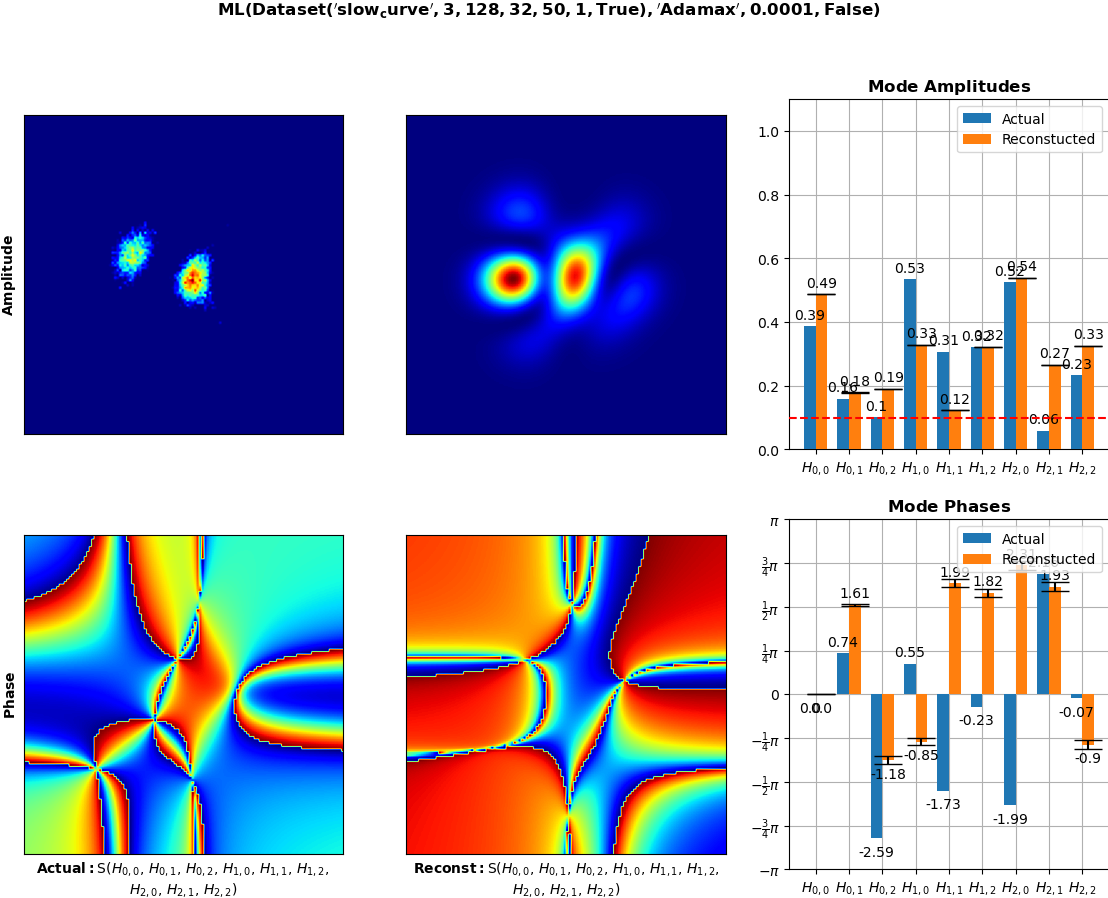 ML(Dataset('slow_curve', 3, 128, 32, 50, 1, True), 'Adamax', 0.0001, False)
Amplitude
Mode Amplitudes
Actual
Reconstucted
1.0
0.8
0.6
0.4
0.2
0.0
0.39
0.49
0.16
0.18
0.1
0.19
0.53
0.33
0.31
0.12
0.32
0.32
0.52
0.54
0.06
0.27
0.23
0.33
H0,0 H0,1 H0,2 H1,0 H1,1 H1,2 H2,0 H2,1 H2,2
Phase
Mode Phases
Actual
Reconstucted
π
3/4π
1/2π
1/4π
0
−1/4π
−1/2π
−3/4π
−π
0.0
0.0
0.74
1.61
-2.59
-1.18
0.55
-0.85
-1.73
1.99
-0.23
1.82
-1.99
2.31
1.93
-0.07
-0.9
H0,0 H0,1 H0,2 H1,0 H1,1 H1,2 H2,0 H2,1 H2,2
Actual: S(H0,0, H0,1, H0,2, H1,0, H1,1, H1,2,
H2,0, H2,1, H2,2)
Reconst: S(H0,0, H0,1, H0,2, H1,0, H1,1, H1,2,
H2,0, H2,1, H2,2)